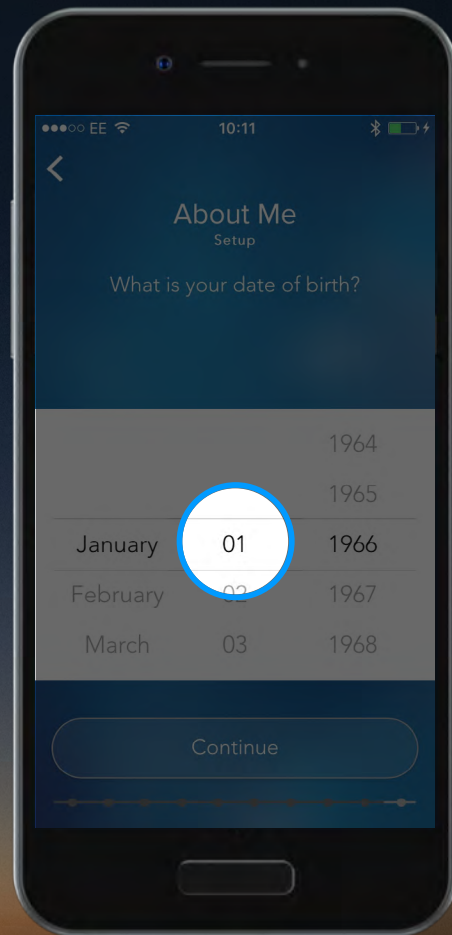 EE 10:11
About Me
Setup
What is your date of birth?
1964
1965
January 01 1966
February 02 1967
March 03 1968
Continue